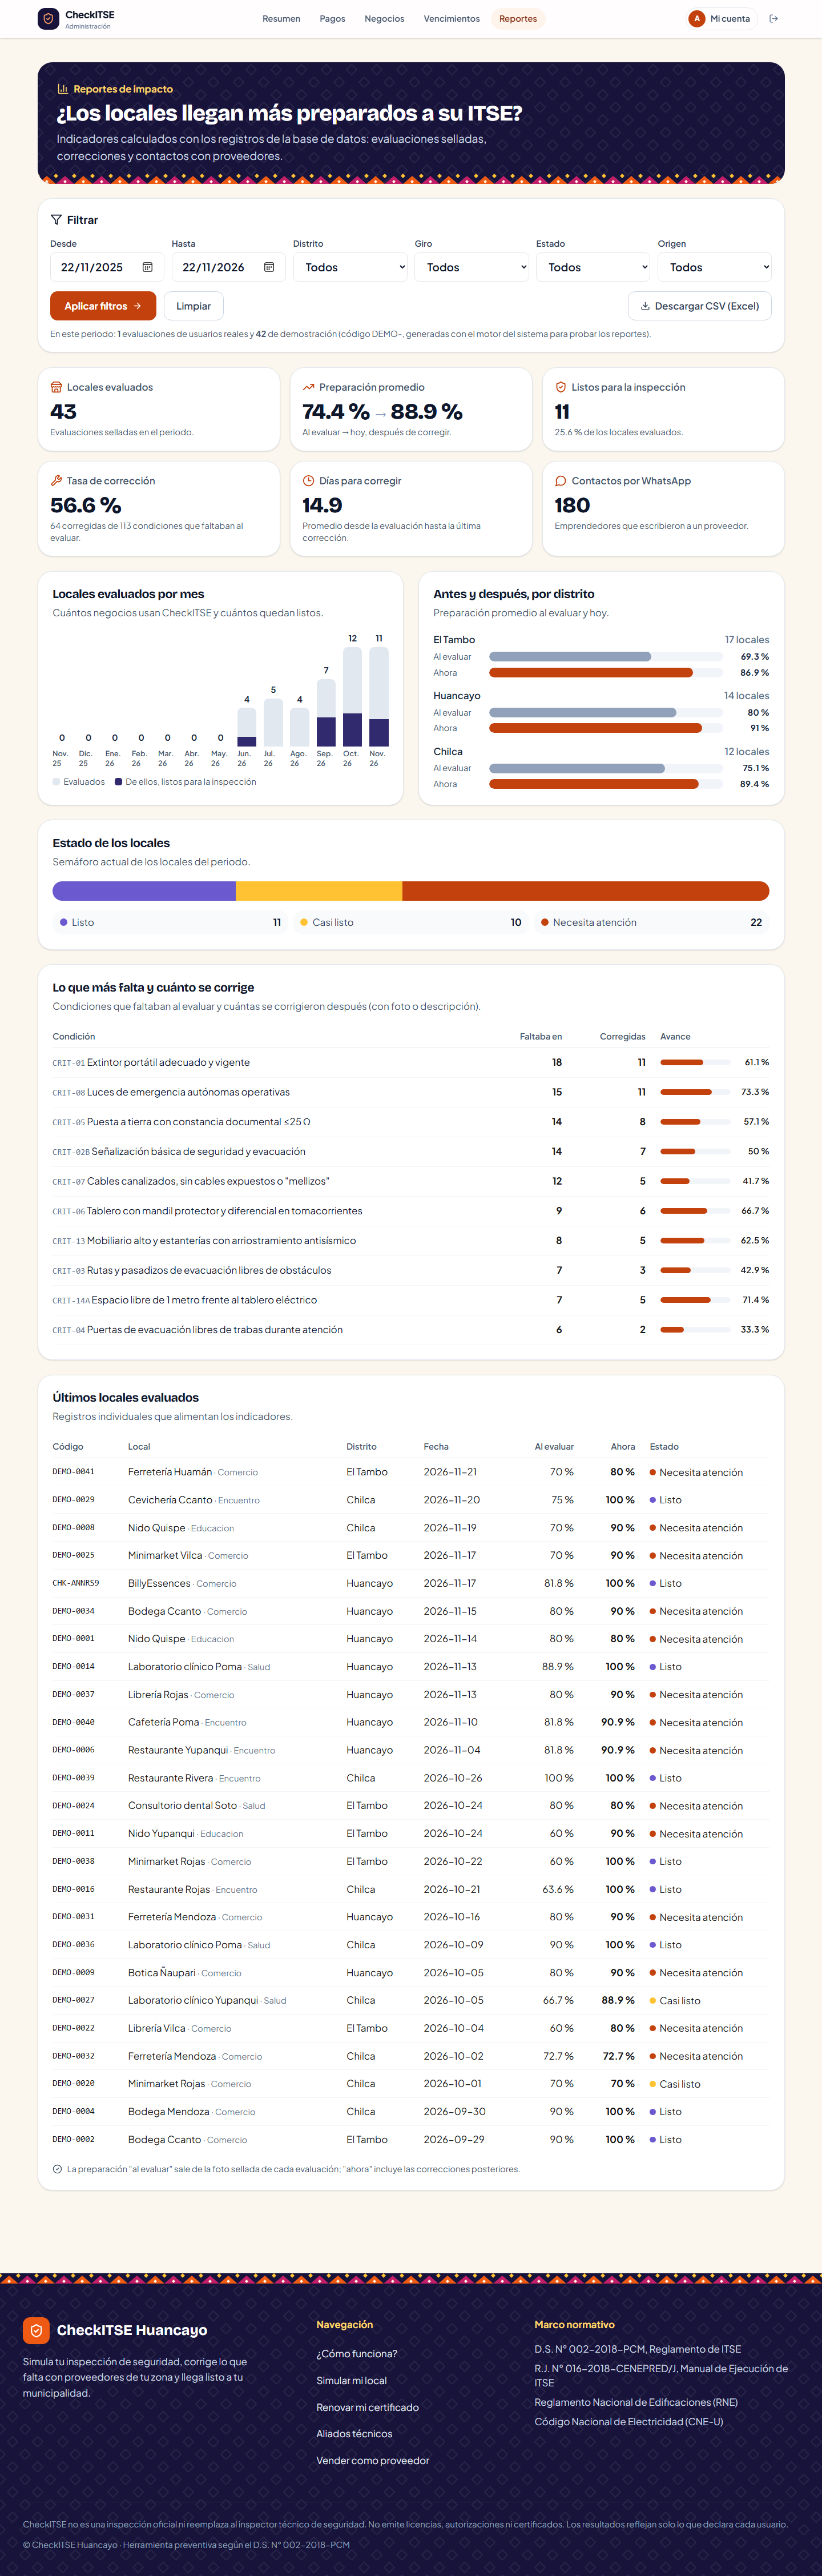 CheckITSE
Administración
Resumen Pagos Negocios Vencimientos Reportes
A Mi cuenta
Reportes de impacto
¿Los locales llegan más preparados a su ITSE?
Indicadores calculados con los registros de la base de datos: evaluaciones selladas,
correcciones y contactos con proveedores.
Filtrar
Desde Hasta Distrito Giro Estado Origen
22/11/2025 22/11/2026 Todos Todos Todos Todos
Aplicar filtros → Limpiar Descargar CSV (Excel)
En este periodo: 1 evaluaciones de usuarios reales y 42 de demostración (código DEMO-, generadas con el motor del sistema para probar los reportes).
Locales evaluados
43
Evaluaciones selladas en el periodo.
Preparación promedio
74.4 % → 88.9 %
Al evaluar → hoy, después de corregir.
Listos para la inspección
11
25.6 % de los locales evaluados.
Tasa de corrección
56.6 %
64 corregidas de 113 condiciones que faltaban al
evaluar.
Días para corregir
14.9
Promedio desde la evaluación hasta la última
corrección.
Contactos por WhatsApp
180
Emprendedores que escribieron a un proveedor.
Locales evaluados por mes
Cuántos negocios usan CheckITSE y cuántos quedan listos.
0 0 0 0 0 0 0 4 5 4 7 12 11
Nov. Dic. Ene. Feb. Mar. Abr. May. Jun. Jul. Ago. Sep. Oct. Nov.
25 25 26 26 26 26 26 26 26 26 26 26 26
Evaluados De ellos, listos para la inspección
Antes y después, por distrito
Preparación promedio al evaluar y hoy.
El Tambo 17 locales
Al evaluar 69.3 %
Ahora 86.9 %
Huancayo 14 locales
Al evaluar 80 %
Ahora 91 %
Chilca 12 locales
Al evaluar 75.1 %
Ahora 89.4 %
Estado de los locales
Semáforo actual de los locales del periodo.
Listo 11 Casi listo 10 Necesita atención 22
Lo que más falta y cuánto se corrige
Condiciones que faltaban al evaluar y cuántas se corrigieron después (con foto o descripción).
Condición Faltaba en Corregidas Avance
CRIT-01 Extintor portátil adecuado y vigente 18 11 61.1 %
CRIT-08 Luces de emergencia autónomas operativas 15 11 73.3 %
CRIT-05 Puesta a tierra con constancia documental ≤25 Ω 14 8 57.1 %
CRIT-02B Señalización básica de seguridad y evacuación 14 7 50 %
CRIT-07 Cables canalizados, sin cables expuestos o "mellizos" 12 5 41.7 %
CRIT-06 Tablero con mandil protector y diferencial en tomacorrientes 9 6 66.7 %
CRIT-13 Mobiliario alto y estanterías con arriostramiento antisísmico 8 5 62.5 %
CRIT-03 Rutas y pasadizos de evacuación libres de obstáculos 7 3 42.9 %
CRIT-14A Espacio libre de 1 metro frente al tablero eléctrico 7 5 71.4 %
CRIT-04 Puertas de evacuación libres de trabas durante atención 6 2 33.3 %
Últimos locales evaluados
Registros individuales que alimentan los indicadores.
Código Local Distrito Fecha Al evaluar Ahora Estado
DEMO-0041 Ferretería Huamán · Comercio El Tambo 2026-11-21 70 % 80 % Necesita atención
DEMO-0029 Cevichería Ccanto · Encuentro Chilca 2026-11-20 75 % 100 % Listo
DEMO-0008 Nido Quispe · Educacion Chilca 2026-11-19 70 % 90 % Necesita atención
DEMO-0025 Minimarket Vilca · Comercio El Tambo 2026-11-17 70 % 90 % Necesita atención
CHK-ANNRS9 BillyEssences · Comercio Huancayo 2026-11-17 81.8 % 100 % Listo
DEMO-0034 Bodega Ccanto · Comercio Huancayo 2026-11-15 80 % 90 % Necesita atención
DEMO-0001 Nido Quispe · Educacion Huancayo 2026-11-14 80 % 80 % Necesita atención
DEMO-0014 Laboratorio clínico Poma · Salud Huancayo 2026-11-13 88.9 % 100 % Listo
DEMO-0037 Librería Rojas · Comercio Huancayo 2026-11-13 80 % 90 % Necesita atención
DEMO-0040 Cafetería Poma · Encuentro Huancayo 2026-11-10 81.8 % 90.9 % Necesita atención
DEMO-0006 Restaurante Yupanqui · Encuentro Huancayo 2026-11-04 81.8 % 90.9 % Necesita atención
DEMO-0039 Restaurante Rivera · Encuentro Chilca 2026-10-26 100 % 100 % Listo
DEMO-0024 Consultorio dental Soto · Salud El Tambo 2026-10-24 80 % 80 % Necesita atención
DEMO-0011 Nido Yupanqui · Educacion El Tambo 2026-10-24 60 % 90 % Necesita atención
DEMO-0038 Minimarket Rojas · Comercio El Tambo 2026-10-22 60 % 100 % Listo
DEMO-0016 Restaurante Rojas · Encuentro Chilca 2026-10-21 63.6 % 100 % Listo
DEMO-0031 Ferretería Mendoza · Comercio Huancayo 2026-10-16 80 % 90 % Necesita atención
DEMO-0036 Laboratorio clínico Poma · Salud Chilca 2026-10-09 90 % 100 % Listo
DEMO-0009 Botica Ñaupari · Comercio Huancayo 2026-10-05 80 % 90 % Necesita atención
DEMO-0027 Laboratorio clínico Yupanqui · Salud Chilca 2026-10-05 66.7 % 88.9 % Casi listo
DEMO-0022 Librería Vilca · Comercio El Tambo 2026-10-04 60 % 80 % Necesita atención
DEMO-0032 Ferretería Mendoza · Comercio Chilca 2026-10-02 72.7 % 72.7 % Necesita atención
DEMO-0020 Minimarket Rojas · Comercio Chilca 2026-10-01 70 % 70 % Casi listo
DEMO-0004 Bodega Mendoza · Comercio Chilca 2026-09-30 90 % 100 % Listo
DEMO-0002 Bodega Ccanto · Comercio El Tambo 2026-09-29 90 % 100 % Listo
La preparación "al evaluar" sale de la foto sellada de cada evaluación; "ahora" incluye las correcciones posteriores.
CheckITSE Huancayo
Simula tu inspección de seguridad, corrige lo que
falta con proveedores de tu zona y llega listo a tu
municipalidad.
Navegación
¿Cómo funciona?
Simular mi local
Renovar mi certificado
Aliados técnicos
Vender como proveedor
Marco normativo
D.S. N° 002-2018-PCM, Reglamento de ITSE
R.J. N° 016-2018-CENEPRED/J, Manual de Ejecución de
ITSE
Reglamento Nacional de Edificaciones (RNE)
Código Nacional de Electricidad (CNE-U)
CheckITSE no es una inspección oficial ni reemplaza al inspector técnico de seguridad. No emite licencias, autorizaciones ni certificados. Los resultados reflejan solo lo que declara cada usuario.
© CheckITSE Huancayo · Herramienta preventiva según el D.S. N° 002-2018-PCM